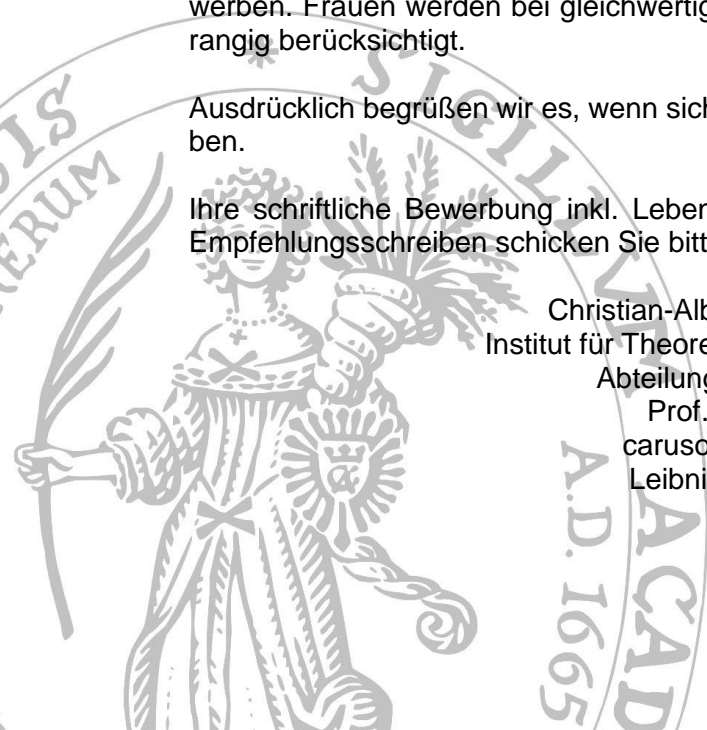 werben. Frauen werden bei gleichwertig
rangig berücksichtigt.
Ausdrücklich begrüßen wir es, wenn sich
ben.
Ihre schriftliche Bewerbung inkl. Leben
Empfehlungsschreiben schicken Sie bitt
Christian-Alb
Institut für Theore
Abteilung
Prof.
caruso
Leibni
SIGILLVM ACAD
A.D. 1665